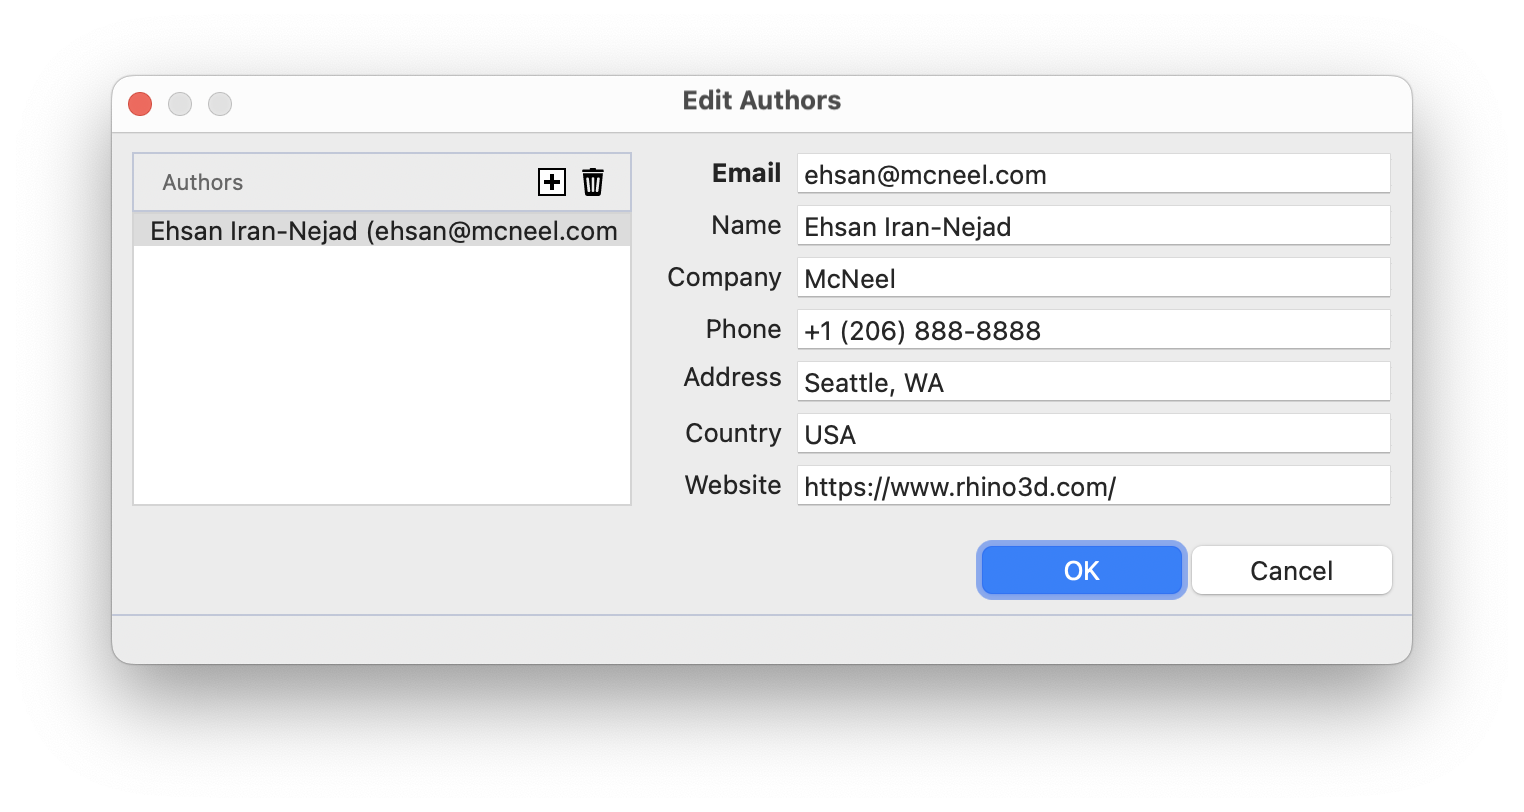 Edit Authors
Authors
Ehsan Iran-Nejad (ehsan@mcneel.com
Email ehsan@mcneel.com
Name Ehsan Iran-Nejad
Company McNeel
Phone +1 (206) 888-8888
Address Seattle, WA
Country USA
Website https://www.rhino3d.com/
OK Cancel